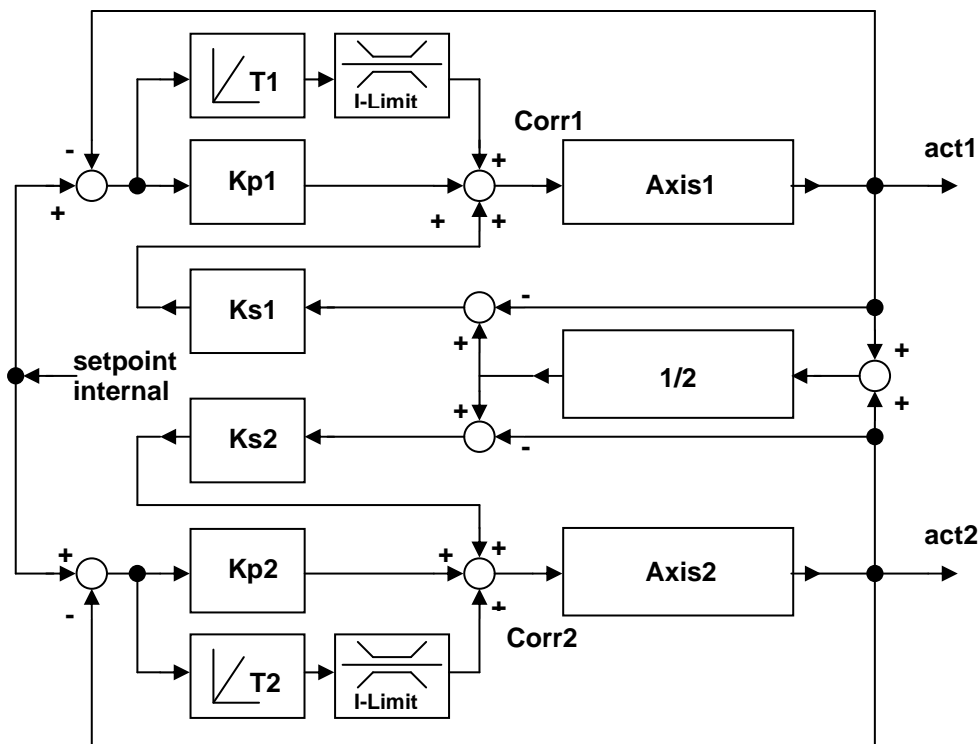 T1
I-Limit
Corr1
act1
-
+
Kp1
+
Axis1
+
+
Ks1
-
+
setpoint
internal
1/2
+
+
+
Ks2
-
act2
+
Kp2
+
+
Axis2
-
+
Corr2
T2
I-Limit